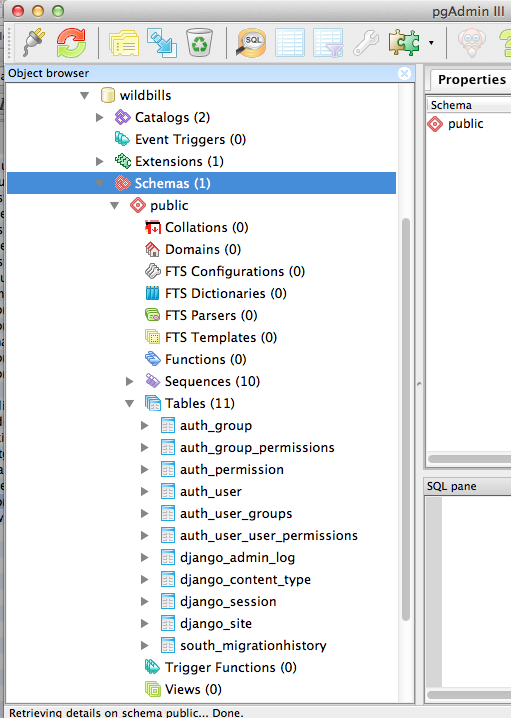 pgAdmin III
SQL
Object browser
Properties
wildbills
Catalogs (2)
Event Triggers (0)
Extensions (1)
Schemas (1)
public
Collations (0)
Domains (0)
FTS Configurations (0)
FTS Dictionaries (0)
FTS Parsers (0)
FTS Templates (0)
Functions (0)
Sequences (10)
Tables (11)
auth_group
auth_group_permissions
auth_permission
auth_user
auth_user_groups
auth_user_user_permissions
django_admin_log
django_content_type
django_session
django_site
south_migrationhistory
Trigger Functions (0)
Views (0)
Schema
public
SQL pane
Retrieving details on schema public... Done.